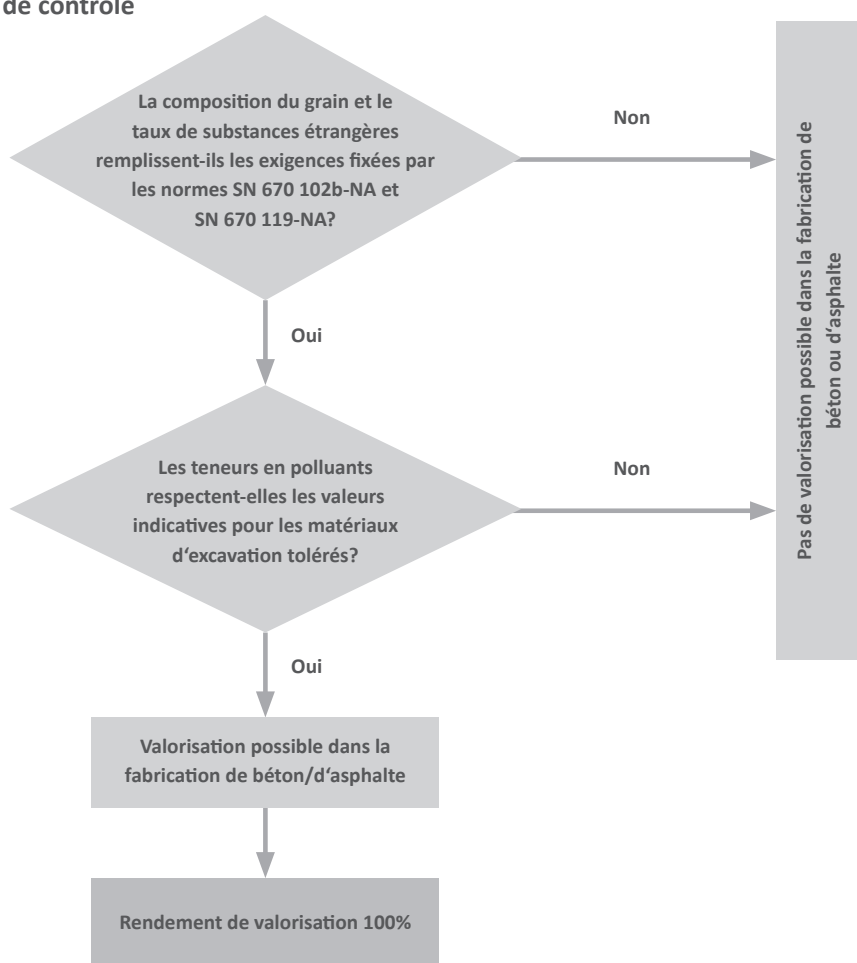 de contrôle
La composition du grain et le
taux de substances étrangères
remplissent-ils les exigences fixées par
les normes SN 670 102b-NA et
SN 670 119-NA?
Non
Pas de valorisation possible dans la fabrication de
béton ou d‘asphalte
Oui
Les teneurs en polluants
respectent-elles les valeurs
indicatives pour les matériaux
d‘excavation tolérés?
Non
Oui
Valorisation possible dans la
fabrication de béton/d‘asphalte
Rendement de valorisation 100%